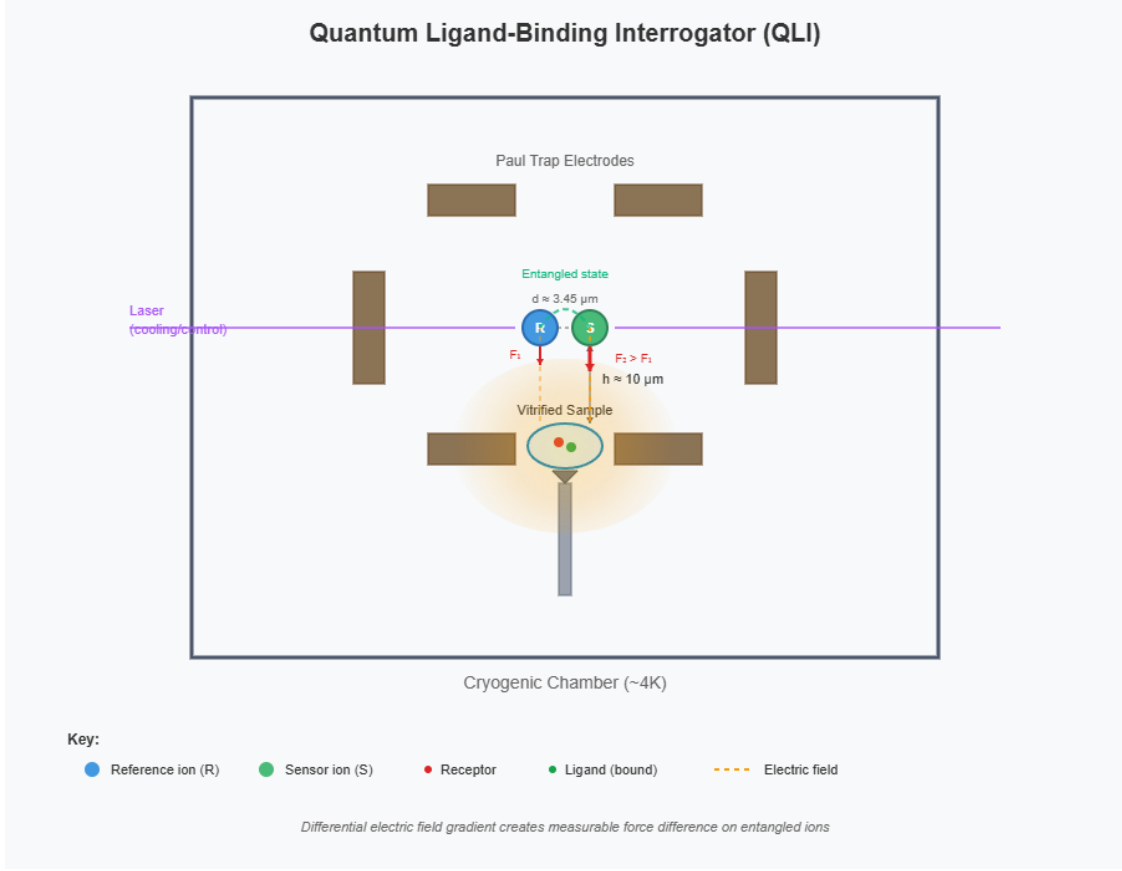 Quantum Ligand-Binding Interrogator (QLI)
Paul Trap Electrodes
Entangled state
d ≈ 3.45 μm
Laser
(cooling/control)
R
S
F₁
F₂ > F₁
h ≈ 10 μm
Vitrified Sample
Cryogenic Chamber (~4K)
Key:
Reference ion (R)
Sensor ion (S)
Receptor
Ligand (bound)
Electric field
Differential electric field gradient creates measurable force difference on entangled ions